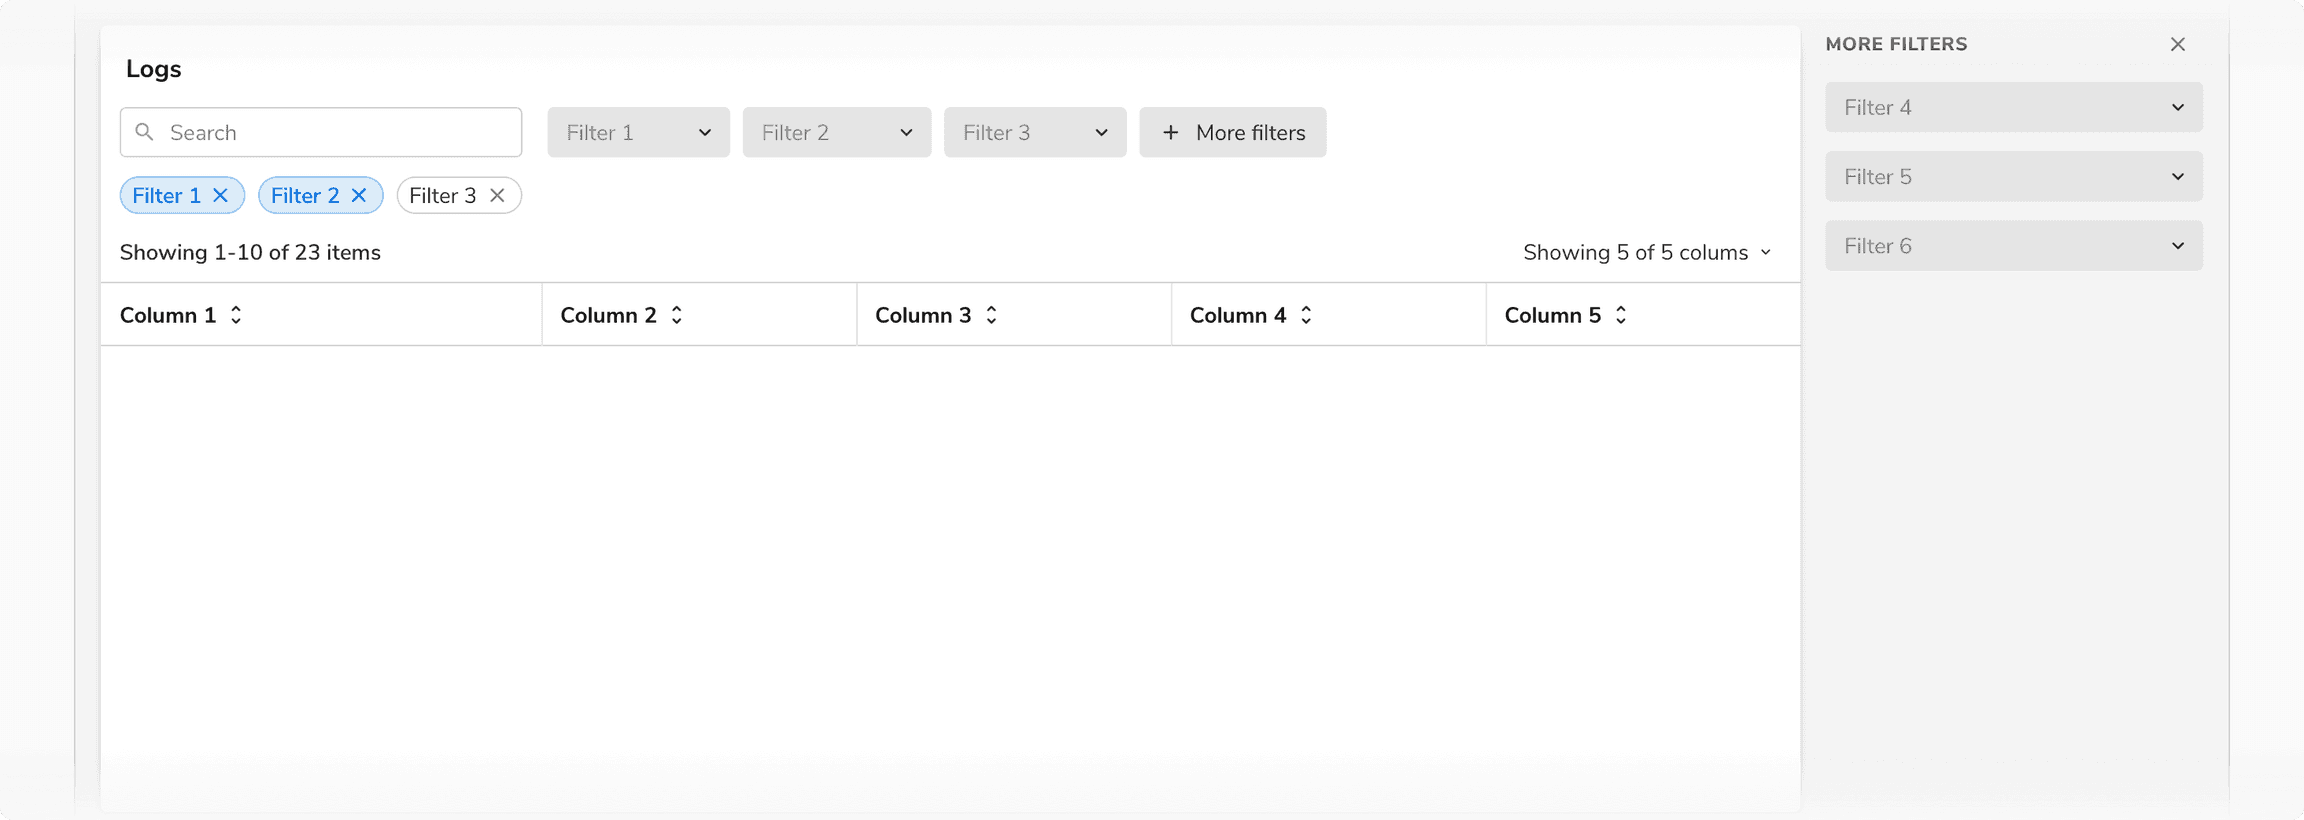 Logs
Search
Filter 1
Filter 2
Filter 3
+ More filters
Filter 1
Filter 2
Filter 3
Showing 1-10 of 23 items
Showing 5 of 5 colums
Column 1
Column 2
Column 3
Column 4
Column 5
MORE FILTERS
Filter 4
Filter 5
Filter 6